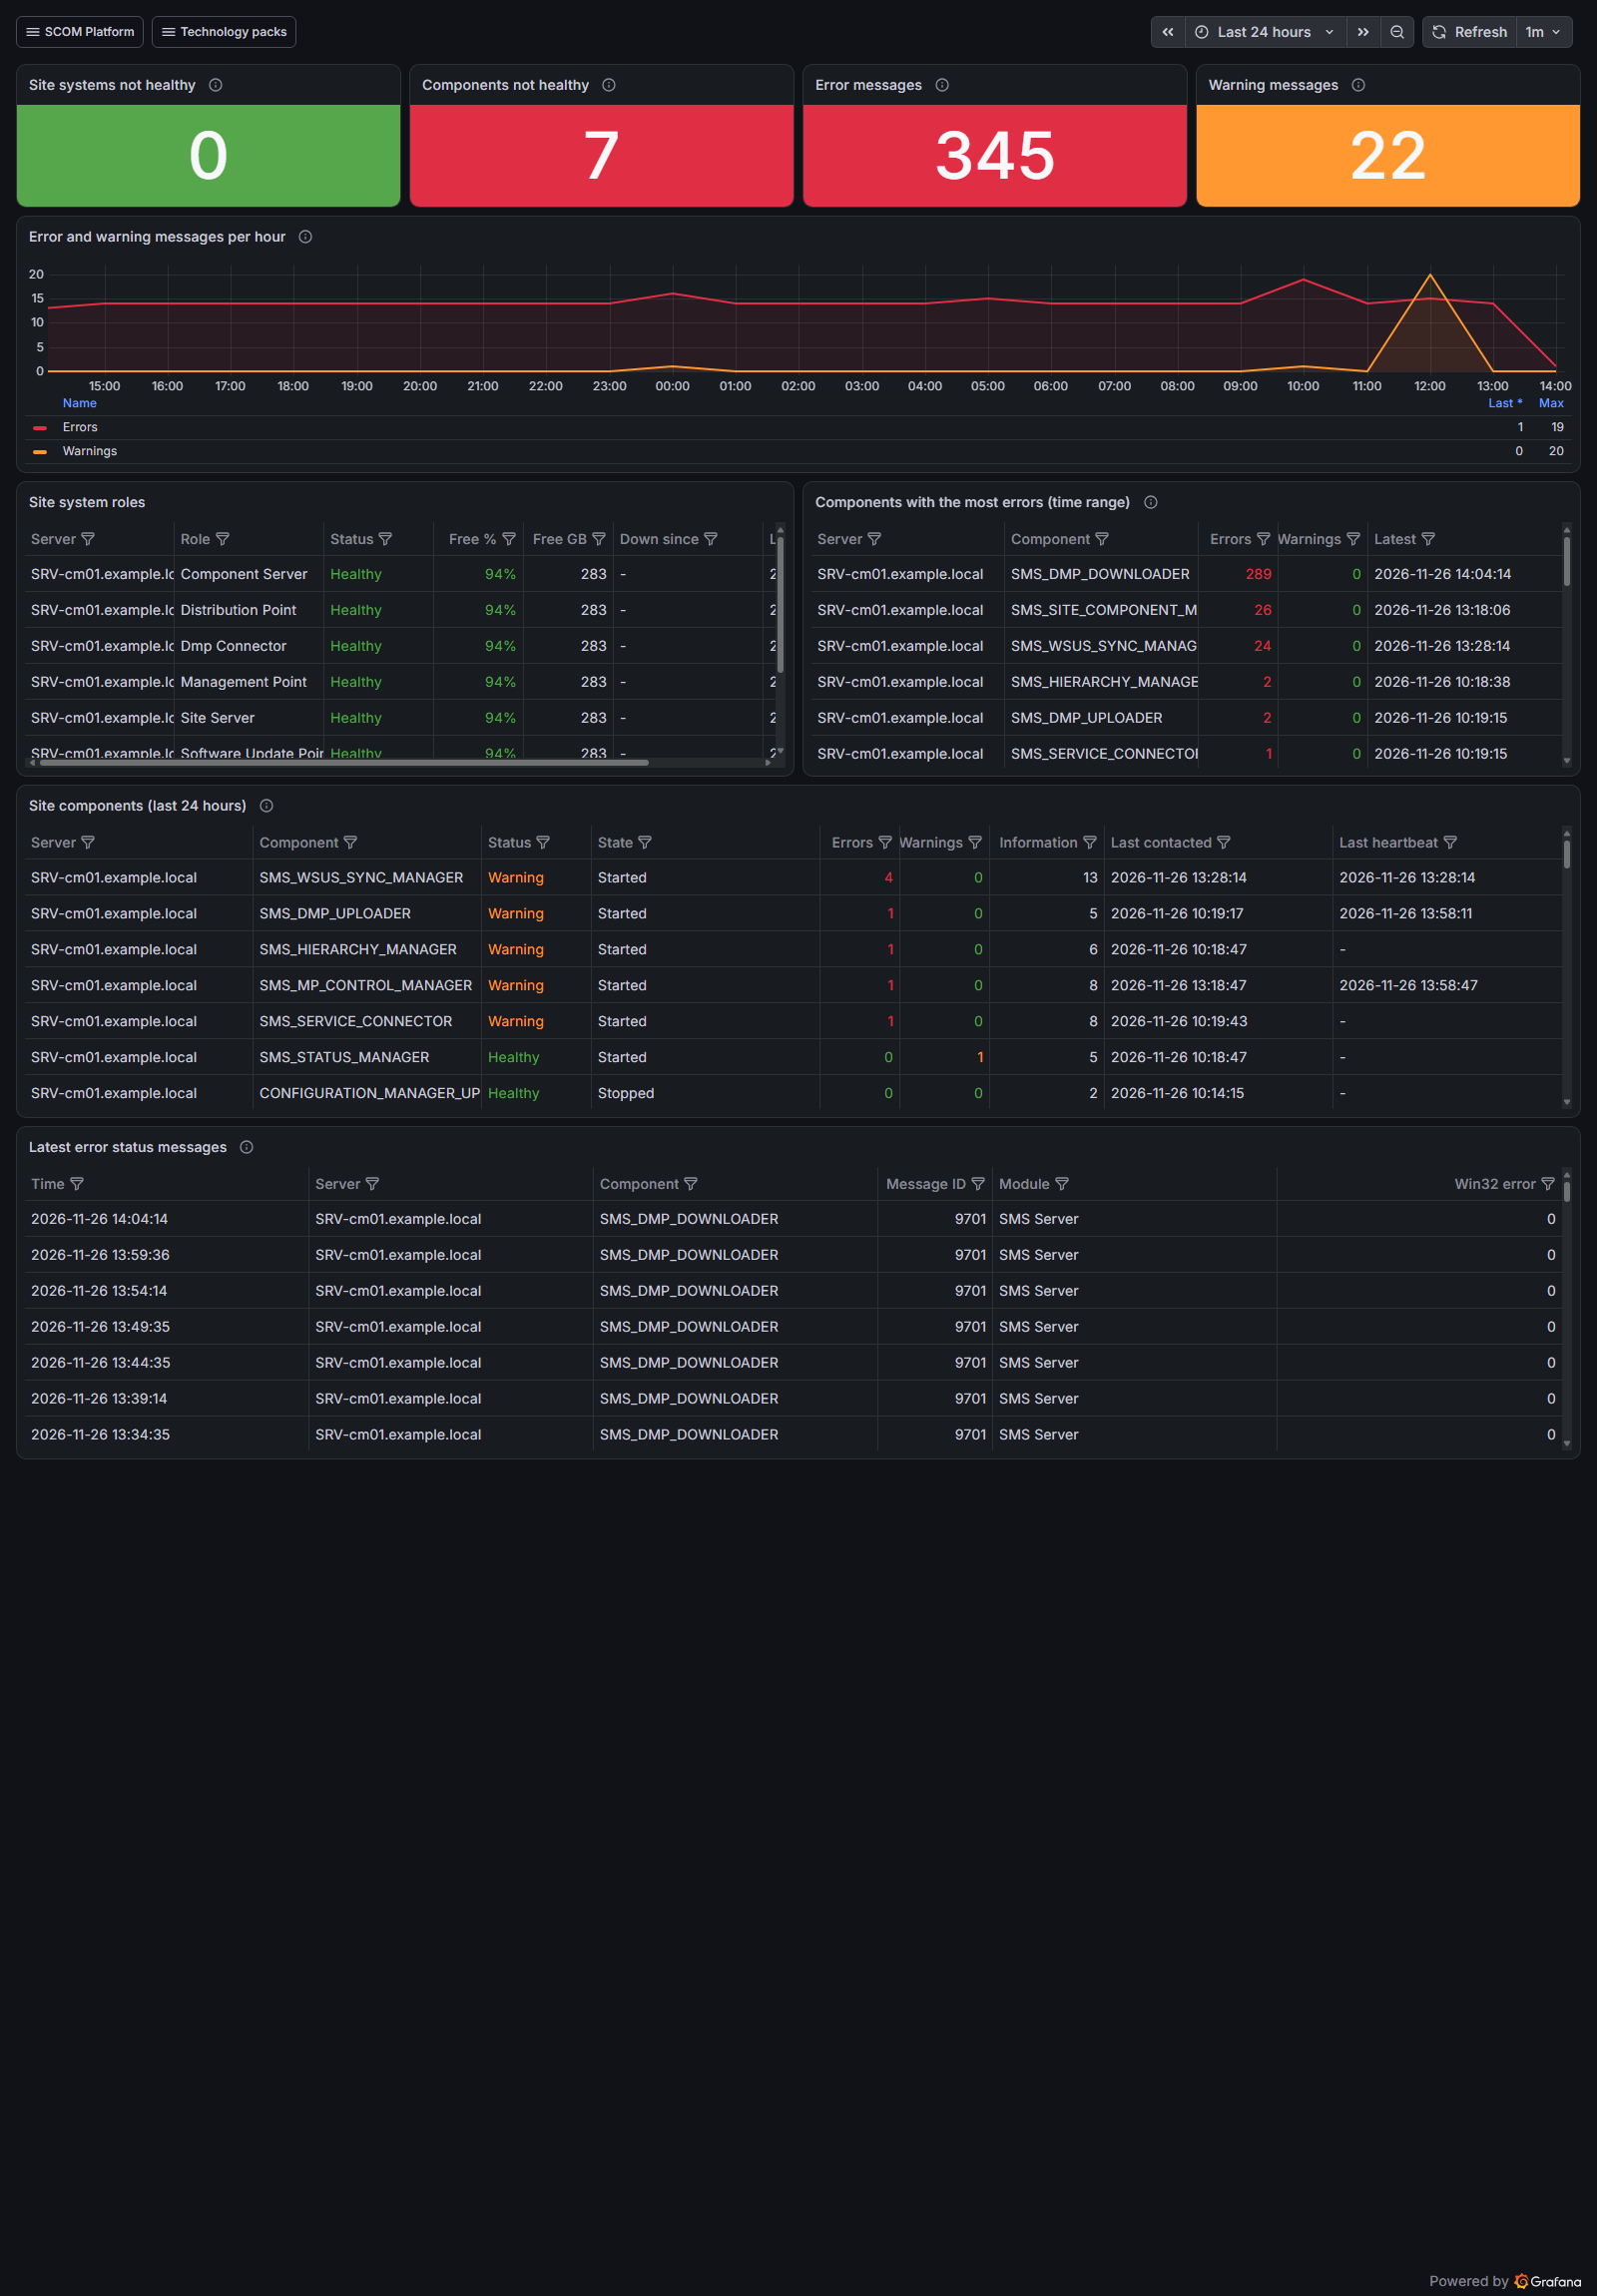 SCOM Platform Technology packs Last 24 hours Refresh 1m
Site systems not healthy Components not healthy Error messages Warning messages
0 7 345 22
Error and warning messages per hour
20
15
10
5
0
15:00 16:00 17:00 18:00 19:00 20:00 21:00 22:00 23:00 00:00 01:00 02:00 03:00 04:00 05:00 06:00 07:00 08:00 09:00 10:00 11:00 12:00 13:00 14:00
Name Last * Max
Errors 1 19
Warnings 0 20
Site system roles
Server Role Status Free % Free GB Down since L
SRV-cm01.example.lc Component Server Healthy 94% 283 - 2
SRV-cm01.example.lc Distribution Point Healthy 94% 283 - 2
SRV-cm01.example.lc Dmp Connector Healthy 94% 283 - 2
SRV-cm01.example.lc Management Point Healthy 94% 283 - 2
SRV-cm01.example.lc Site Server Healthy 94% 283 - 2
SRV-cm01.example.lc Software Update Poir Healthy 94% 283 - 2
Components with the most errors (time range)
Server Component Errors Warnings Latest
SRV-cm01.example.local SMS_DMP_DOWNLOADER 289 0 2026-11-26 14:04:14
SRV-cm01.example.local SMS_SITE_COMPONENT_M 26 0 2026-11-26 13:18:06
SRV-cm01.example.local SMS_WSUS_SYNC_MANAG 24 0 2026-11-26 13:28:14
SRV-cm01.example.local SMS_HIERARCHY_MANAGE 2 0 2026-11-26 10:18:38
SRV-cm01.example.local SMS_DMP_UPLOADER 2 0 2026-11-26 10:19:15
SRV-cm01.example.local SMS_SERVICE_CONNECTOI 1 0 2026-11-26 10:19:15
Site components (last 24 hours)
Server Component Status State Errors Warnings Information Last contacted Last heartbeat
SRV-cm01.example.local SMS_WSUS_SYNC_MANAGER Warning Started 4 0 13 2026-11-26 13:28:14 2026-11-26 13:28:14
SRV-cm01.example.local SMS_DMP_UPLOADER Warning Started 1 0 5 2026-11-26 10:19:17 2026-11-26 13:58:11
SRV-cm01.example.local SMS_HIERARCHY_MANAGER Warning Started 1 0 6 2026-11-26 10:18:47 -
SRV-cm01.example.local SMS_MP_CONTROL_MANAGER Warning Started 1 0 8 2026-11-26 13:18:47 2026-11-26 13:58:47
SRV-cm01.example.local SMS_SERVICE_CONNECTOR Warning Started 1 0 8 2026-11-26 10:19:43 -
SRV-cm01.example.local SMS_STATUS_MANAGER Healthy Started 0 1 5 2026-11-26 10:18:47 -
SRV-cm01.example.local CONFIGURATION_MANAGER_UP Healthy Stopped 0 0 2 2026-11-26 10:14:15 -
Latest error status messages
Time Server Component Message ID Module Win32 error
2026-11-26 14:04:14 SRV-cm01.example.local SMS_DMP_DOWNLOADER 9701 SMS Server 0
2026-11-26 13:59:36 SRV-cm01.example.local SMS_DMP_DOWNLOADER 9701 SMS Server 0
2026-11-26 13:54:14 SRV-cm01.example.local SMS_DMP_DOWNLOADER 9701 SMS Server 0
2026-11-26 13:49:35 SRV-cm01.example.local SMS_DMP_DOWNLOADER 9701 SMS Server 0
2026-11-26 13:44:35 SRV-cm01.example.local SMS_DMP_DOWNLOADER 9701 SMS Server 0
2026-11-26 13:39:14 SRV-cm01.example.local SMS_DMP_DOWNLOADER 9701 SMS Server 0
2026-11-26 13:34:35 SRV-cm01.example.local SMS_DMP_DOWNLOADER 9701 SMS Server 0
Powered by Grafana